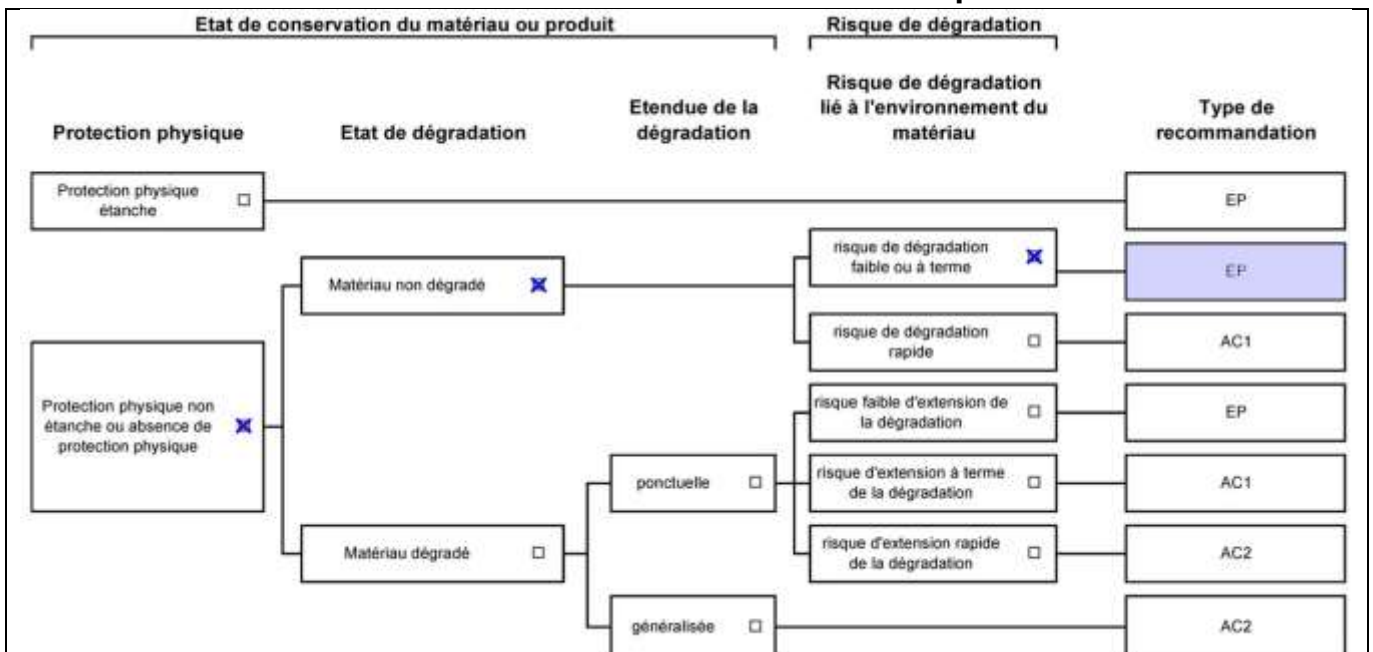 Etat de conservation du matériau ou produit
Risque de dégradation
Protection physique
Etat de dégradation
Etendue de la
dégradation
Risque de dégradation
lié à l'environnement du
matériau
Type de
recommandation
Protection physique
étanche
EP
risque de dégradation
faible ou à terme
EP
Matériau non dégradé
risque de dégradation
rapide
AC1
Protection physique non
étanche ou absence de
protection physique
risque faible d'extension de
la dégradation
EP
ponctuelle
risque d'extension à terme
de la dégradation
AC1
Matériau dégradé
risque d'extension rapide
de la dégradation
AC2
généralisée
AC2